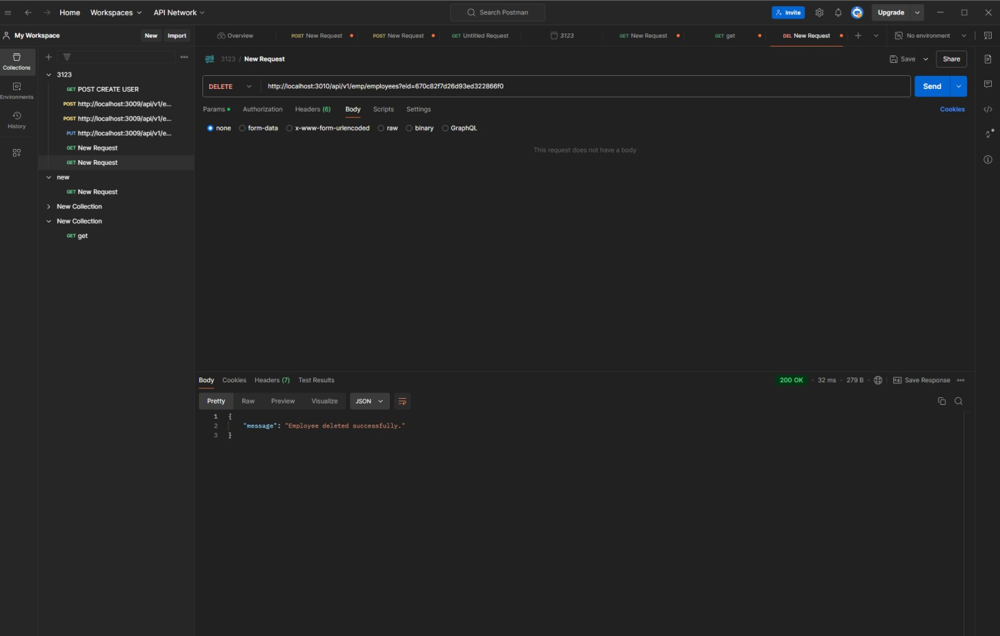 Home Workspaces API Network Search Postman Invite Upgrade
My Workspace New Import
Overview POST New Request POST New Request GET Untitled Request 3123 GET New Request GET get DEL New Request No environment
Collections
Environments
History
3123
GET POST CREATE USER
POST http://localhost:3009/api/v1/e...
POST http://localhost:3009/api/v1/e...
PUT http://localhost:3009/api/v1/e...
GET New Request
GET New Request
new
GET New Request
New Collection
New Collection
GET get
HTTP 3123 / New Request Save Share
DELETE http://localhost:3010/api/v1/emp/employees?eid=670c82f7d26d93ed322866f0 Send
Params Authorization Headers (6) Body Scripts Settings Cookies
none form-data x-www-form-urlencoded raw binary GraphQL
This request does not have a body
Body Cookies Headers (7) Test Results 200 OK 32 ms 279 B Save Response
Pretty Raw Preview Visualize JSON
1 {
2 "message": "Employee deleted successfully."
3 }